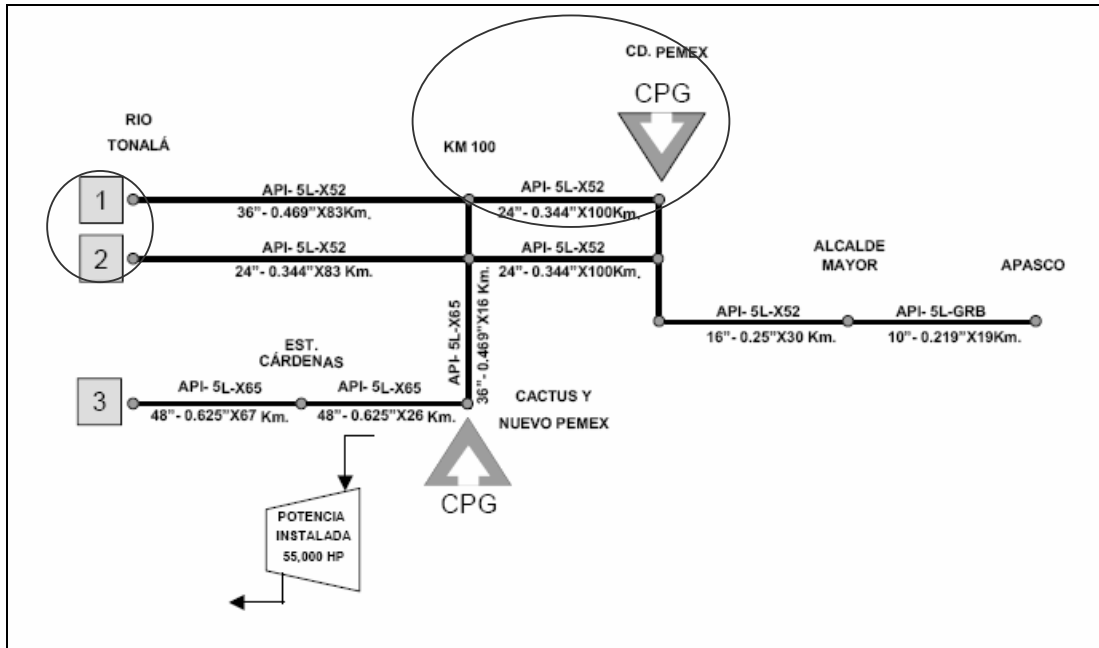 CD. PEMEX
CPG
RIO
TONALÁ
KM 100
1
API- 5L-X52
36"- 0.469"X83Km.
API- 5L-X52
24"- 0.344"X100Km.
2
API- 5L-X52
24"- 0.344"X83 Km.
API- 5L-X52
24"- 0.344"X100Km.
ALCALDE
MAYOR
APASCO
API- 5L-X52
16"- 0.25"X30 Km.
API- 5L-GRB
10"- 0.219"X19Km.
API- 5L-X65
36"- 0.469"X16 Km.
EST.
CÁRDENAS
3
API- 5L-X65
48"- 0.625"X67 Km.
API- 5L-X65
48"- 0.625"X26 Km.
CACTUS Y
NUEVO PEMEX
CPG
POTENCIA
INSTALADA
55,000 HP